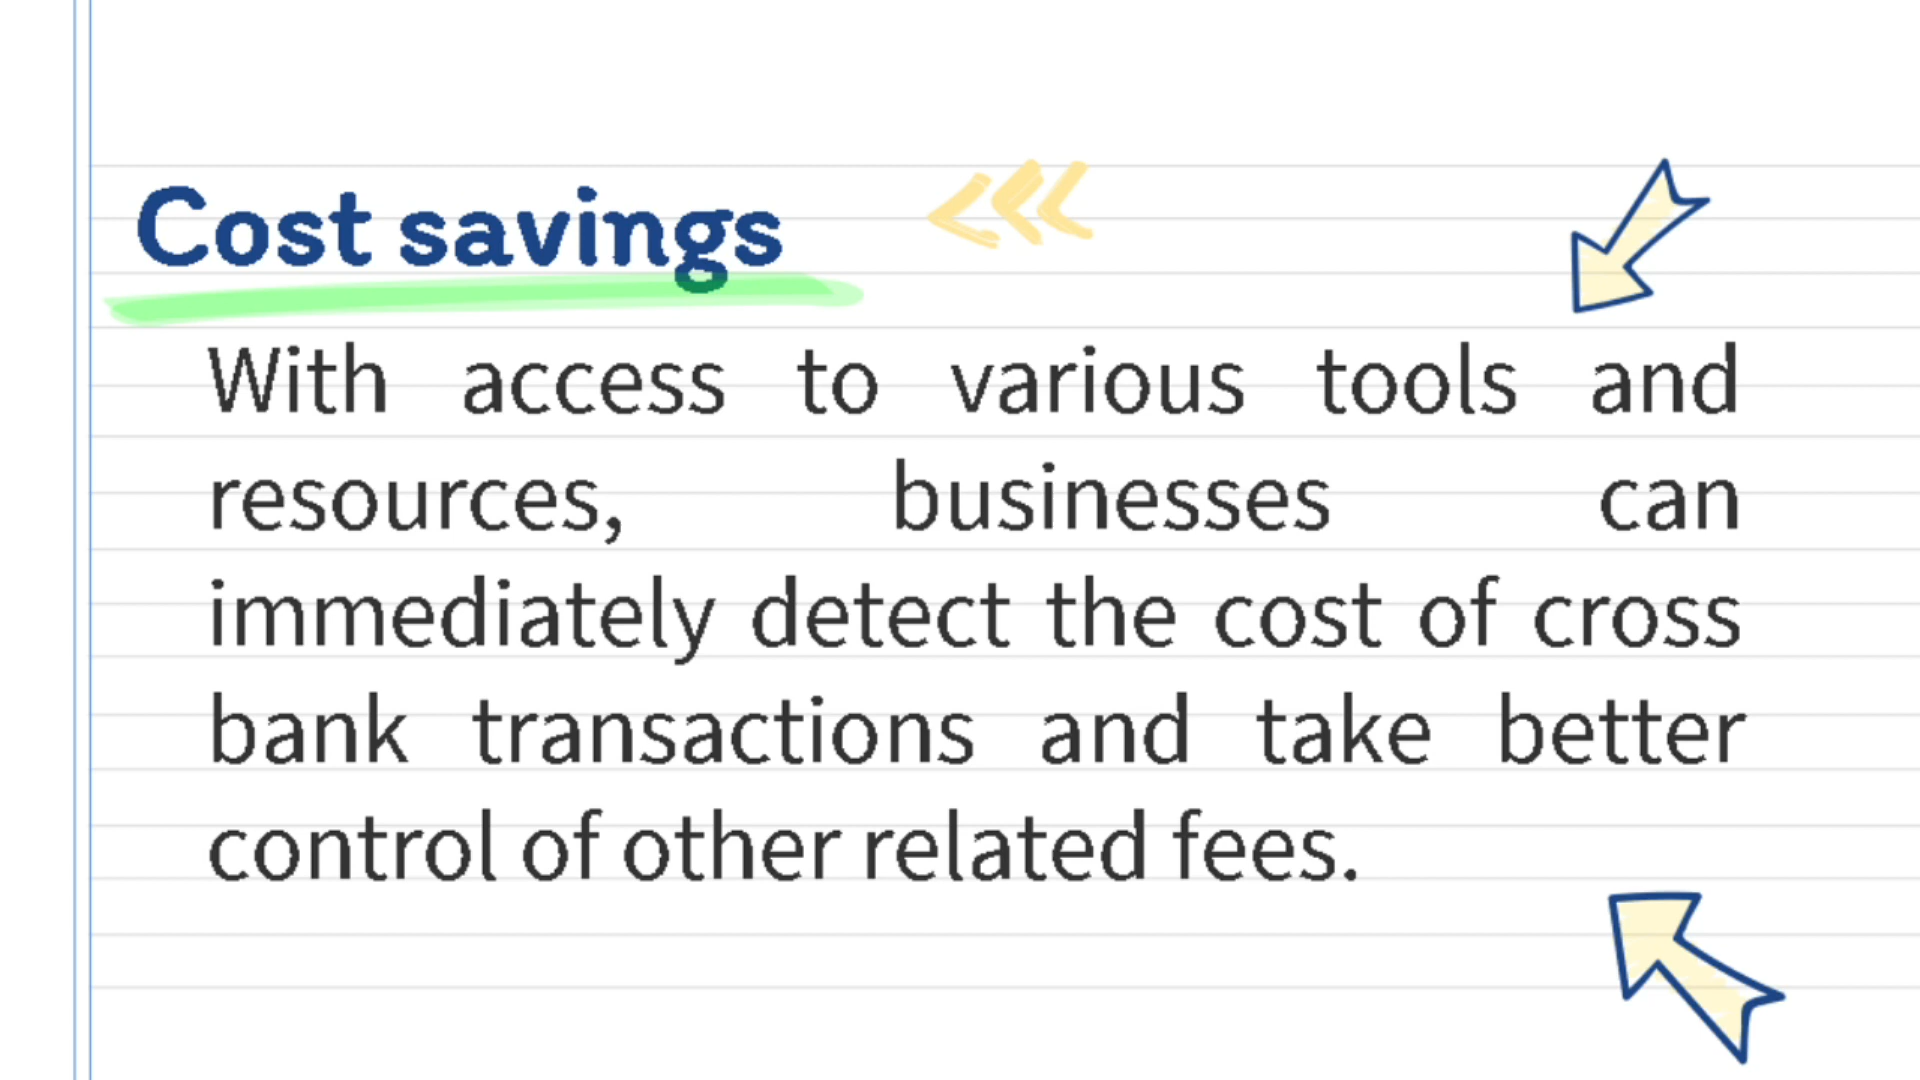 Cost savings
With access to various tools and
resources, businesses can
immediately detect the cost of cross
bank transactions and take better
control of other related fees.